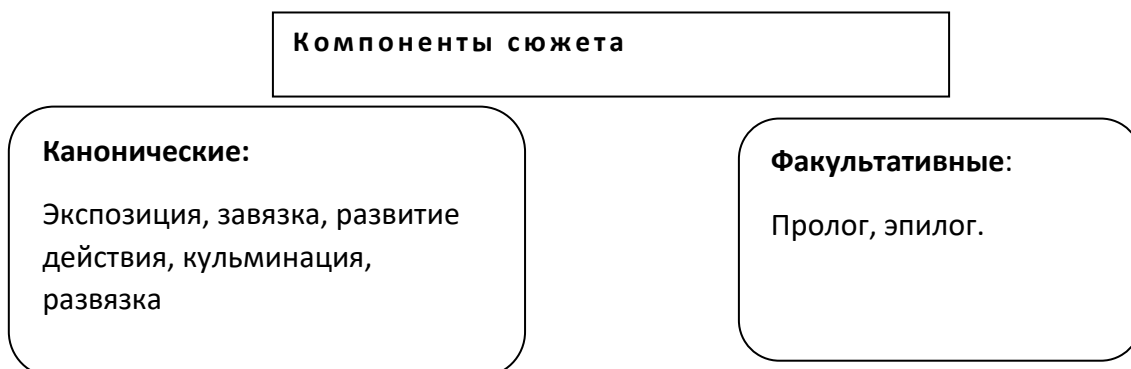 Компоненты сюжета
Канонические:
Экспозиция, завязка, развитие
действия, кульминация,
развязка
Факультативные:
Пролог, эпилог.